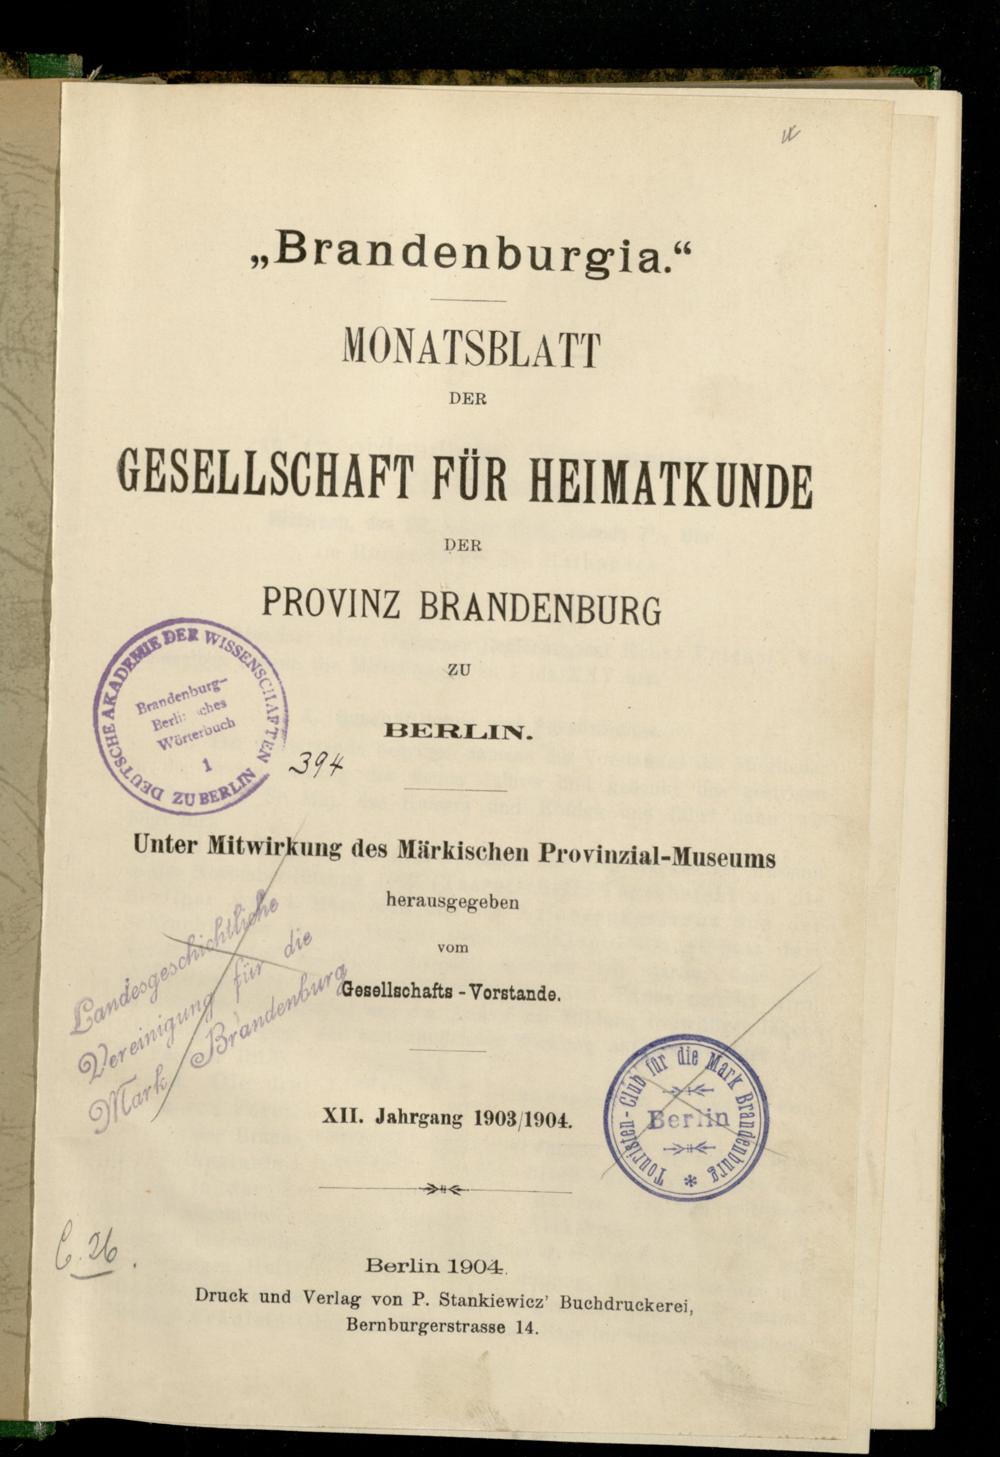 „Brandenburgia.“
MONATSBLATT
DER
GESELLSCHAFT FÜR HEIMATKUNDE
DER
PROVINZ BRANDENBURG
ZU
BERLIN.
DEUTSCHE AKADEMIE DER WISSENSCHAFTEN ZU BERLIN
Brandenburg-
Wörterbuch
1
394
Unter Mitwirkung des Märkischen Provinzial-Museums
herausgegeben
vom
Gesellschafts-Vorstande.
Landesgeschichtliche
Vereinigung für die
Mark Brandenburg
XII. Jahrgang 1903/1904.
Touristen-Club für die Mark Brandenburg
Berlin
C. 26.
Berlin 1904.
Druck und Verlag von P. Stankiewicz’ Buchdruckerei,
Bernburgerstrasse 14.